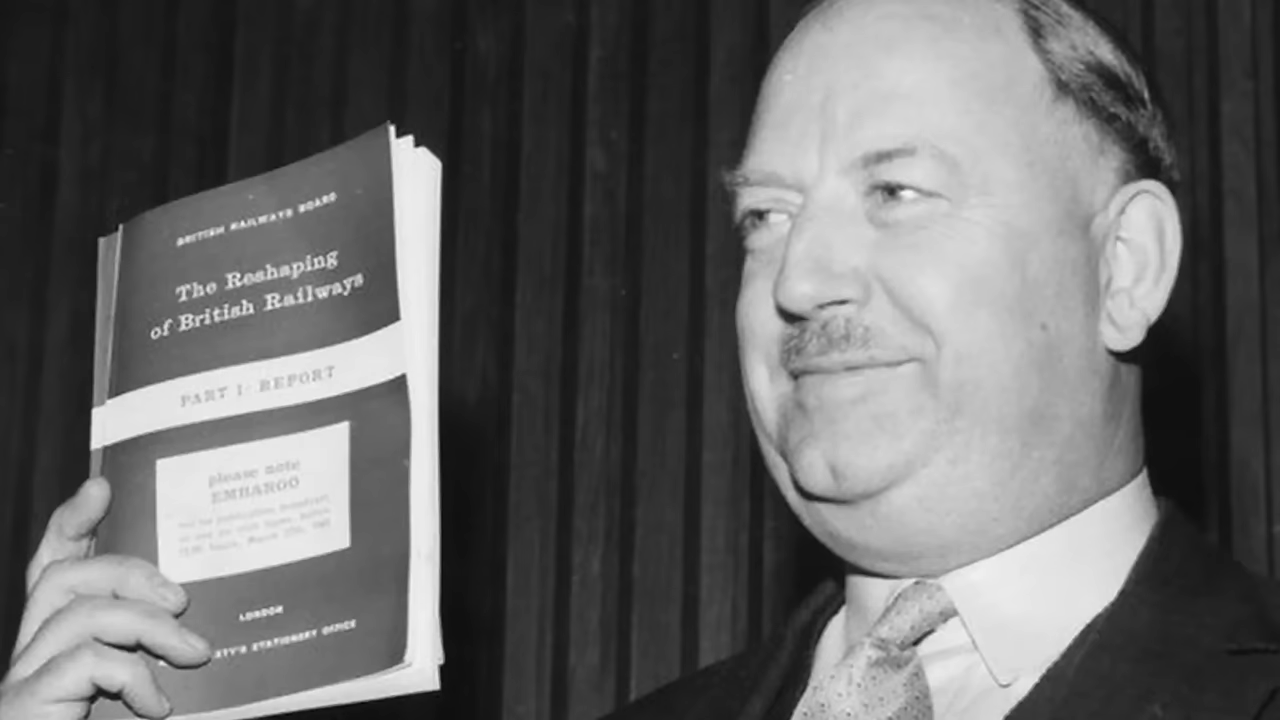 BRITISH RAILWAYS BOARD
The Reshaping
of British Railways
PART 1: REPORT
please note
EMBARGO
LONDON
STATIONERY OFFICE